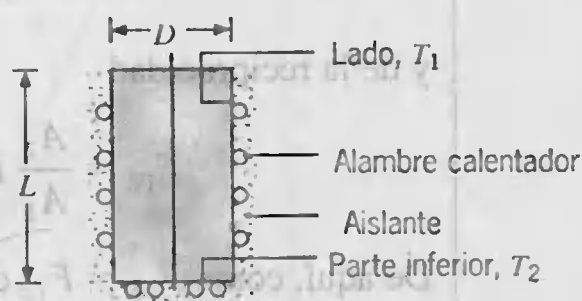 D
Lado, T₁
L
Alambre calentador
Aislante
Parte inferior, T₂